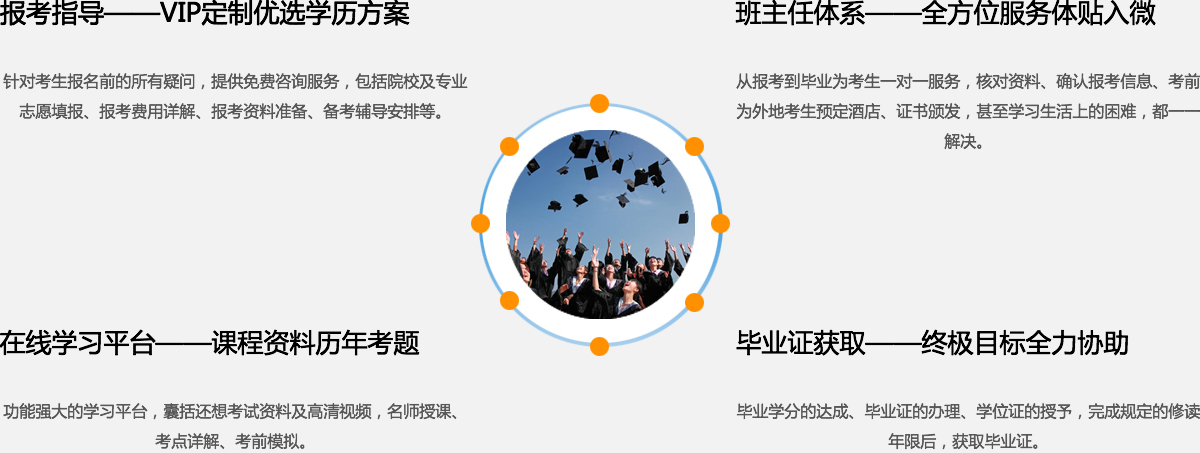 报考指导——VIP定制优选学历方案
针对考生报名前的所有疑问，提供免费咨询服务，包括院校及专业
志愿填报、报考费用详解、报考资料准备、备考辅导安排等。
班主任体系——全方位服务体贴入微
从报考到毕业为考生一对一服务，核对资料、确认报考信息、考前
为外地考生预定酒店、证书颁发，甚至学习生活上的困难，都一一
解决。
在线学习平台——课程资料历年考题
功能强大的学习平台，囊括还想考试资料及高清视频，名师授课、
考点详解、考前模拟。
毕业证获取——终极目标全力协助
毕业学分的达成、毕业证的办理、学位证的授予，完成规定的修读
年限后，获取毕业证。